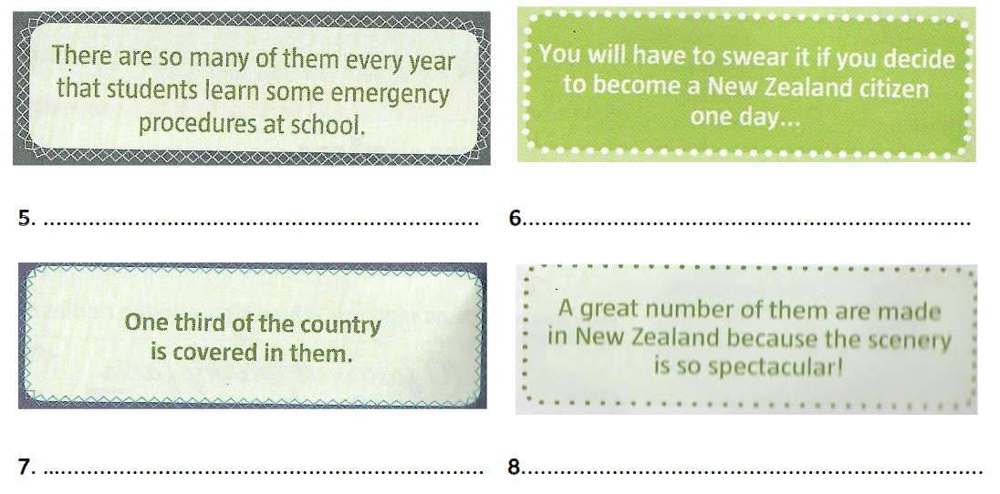 There are so many of them every year
that students learn some emergency
procedures at school.
You will have to swear it if you decide
to become a New Zealand citizen
one day...
5. ....................................................................
6......................................................................
One third of the country
is covered in them.
A great number of them are made
in New Zealand because the scenery
is so spectacular!
7. .....................................................................
8........................................................................